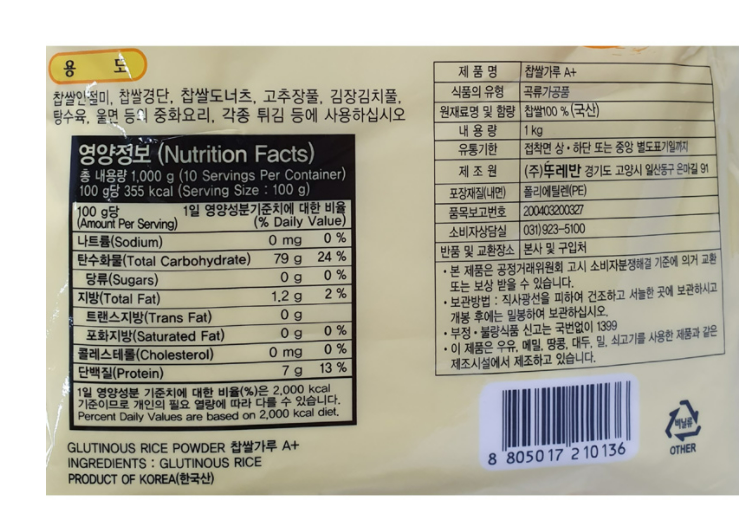 용 도
찹쌀인절미, 찹쌀경단, 찹쌀도너츠, 고추장풀, 김장김치풀,
탕수육, 울면 등의 중화요리, 각종 튀김 등에 사용하십시오
영양정보 (Nutrition Facts)
총 내용량 1,000 g (10 Servings Per Container)
100 g당 355 kcal (Serving Size : 100 g)
100 g당 1일 영양성분기준치에 대한 비율
(Amount Per Serving) (% Daily Value)
나트륨(Sodium) 0 mg 0 %
탄수화물(Total Carbohydrate) 79 g 24 %
당류(Sugars) 0 g 0 %
지방(Total Fat) 1.2 g 2 %
트랜스지방(Trans Fat) 0 g
포화지방(Saturated Fat) 0 g 0 %
콜레스테롤(Cholesterol) 0 mg 0 %
단백질(Protein) 7 g 13 %
1일 영양성분 기준치에 대한 비율(%)은 2,000 kcal
기준이므로 개인의 필요 열량에 따라 다를 수 있습니다.
Percent Daily Values are based on 2,000 kcal diet.
GLUTINOUS RICE POWDER 찹쌀가루 A+
INGREDIENTS : GLUTINOUS RICE
PRODUCT OF KOREA(한국산)
제 품 명 찹쌀가루 A+
식품의 유형 곡류가공품
원재료명 및 함량 찹쌀100 % (국산)
내 용 량 1 kg
유통기한 접착면 상・하단 또는 중앙 별도표기일까지
제 조 원 (주)뚜레반 경기도 고양시 일산동구 은마길 91
포장재질(내면) 폴리에틸렌(PE)
품목보고번호 200403200327
소비자상담실 031)923-5100
반품 및 교환장소 본사 및 구입처
・본 제품은 공정거래위원회 고시 소비자분쟁해결 기준에 의거 교환
또는 보상 받을 수 있습니다.
・보관방법 : 직사광선을 피하여 건조하고 서늘한 곳에 보관하시고
개봉 후에는 밀봉하여 보관하십시오.
・부정・불량식품 신고는 국번없이 1399
・이 제품은 우유, 메밀, 땅콩, 대두, 밀, 쇠고기를 사용한 제품과 같은
제조시설에서 제조하고 있습니다.
8 805017 210136
비닐류
OTHER